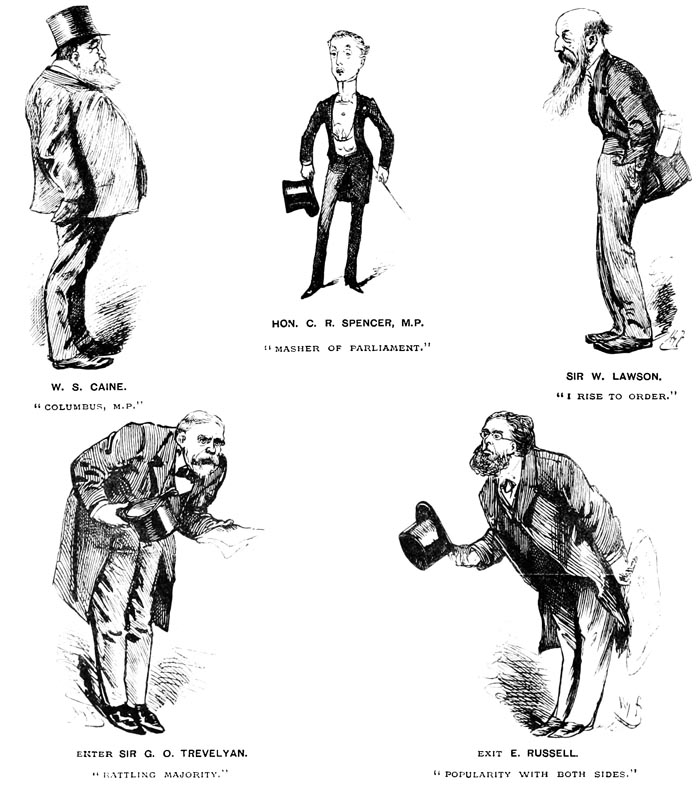 HON. C. R. SPENCER, M.P.
"MASHER OF PARLIAMENT."
W. S. CAINE.
"COLUMBUS, M.P."
SIR W. LAWSON.
"I RISE TO ORDER."
ENTER SIR G. O. TREVELYAN.
"RATTLING MAJORITY."
EXIT E. RUSSELL.
"POPULARITY WITH BOTH SIDES."